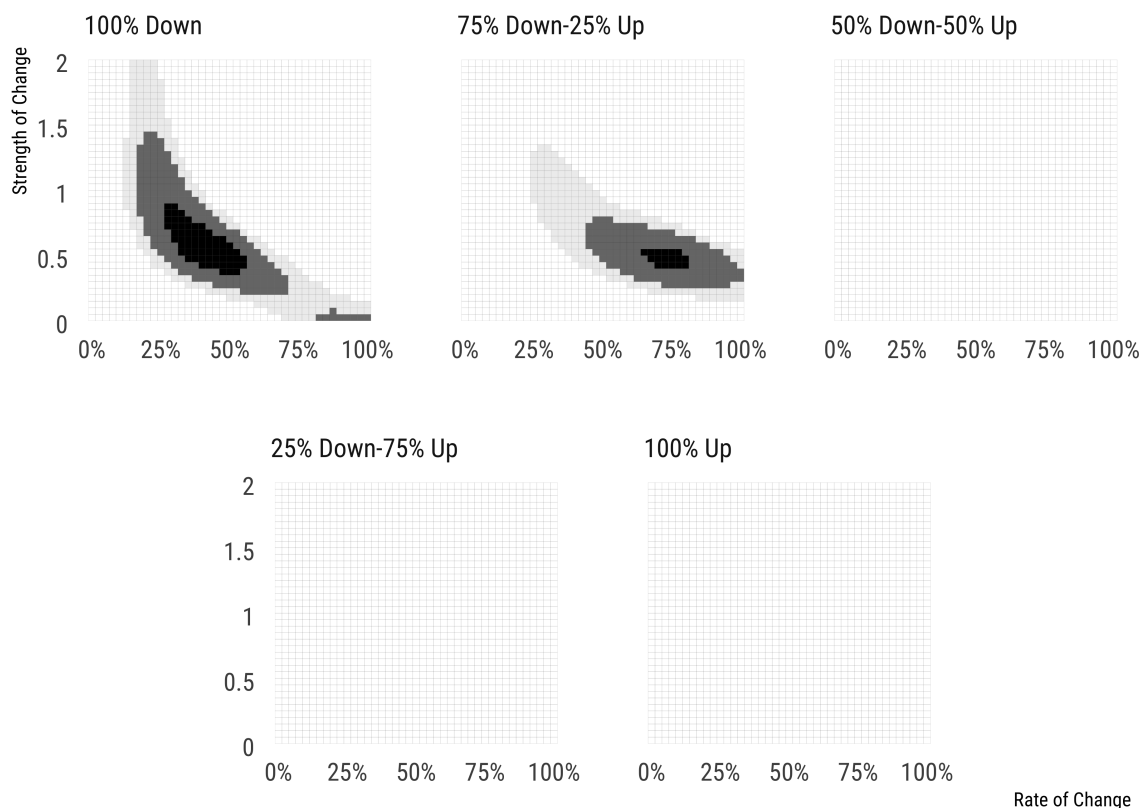 100% Down
75% Down-25% Up
50% Down-50% Up
Strength of Change
2
1.5
1
0.5
0
0% 25% 50% 75% 100%
0% 25% 50% 75% 100%
0% 25% 50% 75% 100%
25% Down-75% Up
100% Up
2
1.5
1
0.5
0
0% 25% 50% 75% 100%
0% 25% 50% 75% 100%
Rate of Change